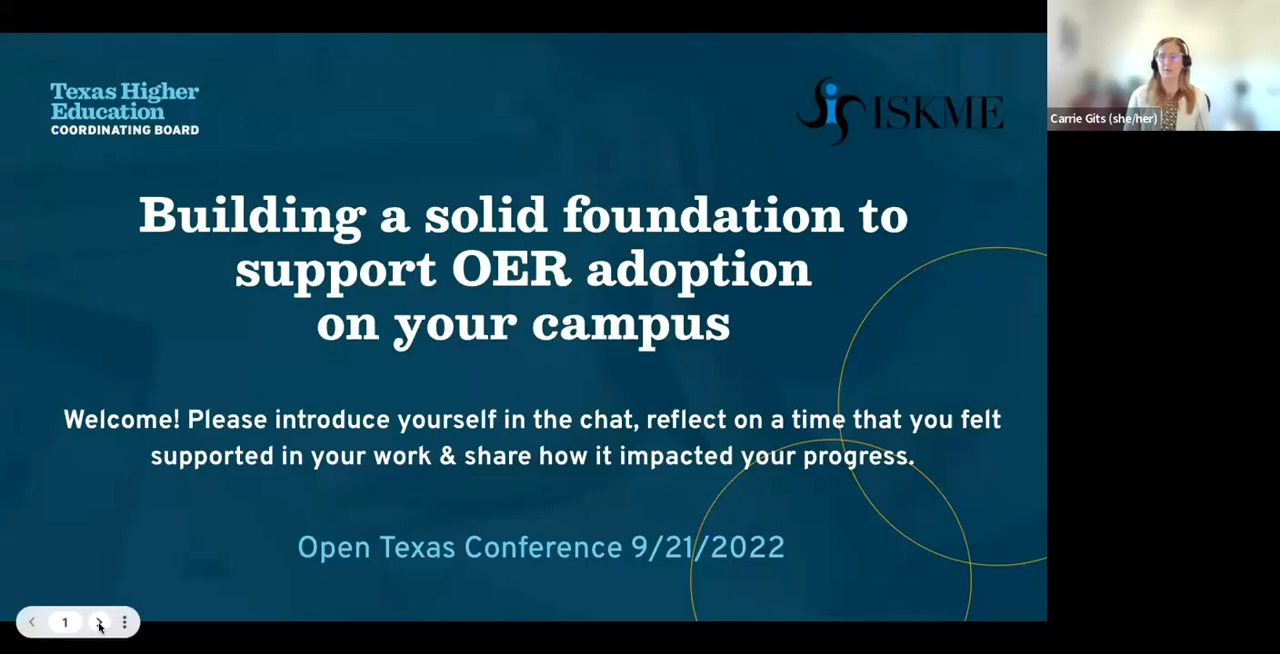 Texas Higher
Education
COORDINATING BOARD
ISKME
Carrie Gits (she/her)
Building a solid foundation to
support OER adoption
on your campus
Welcome! Please introduce yourself in the chat, reflect on a time that you felt
supported in your work & share how it impacted your progress.
Open Texas Conference 9/21/2022
1